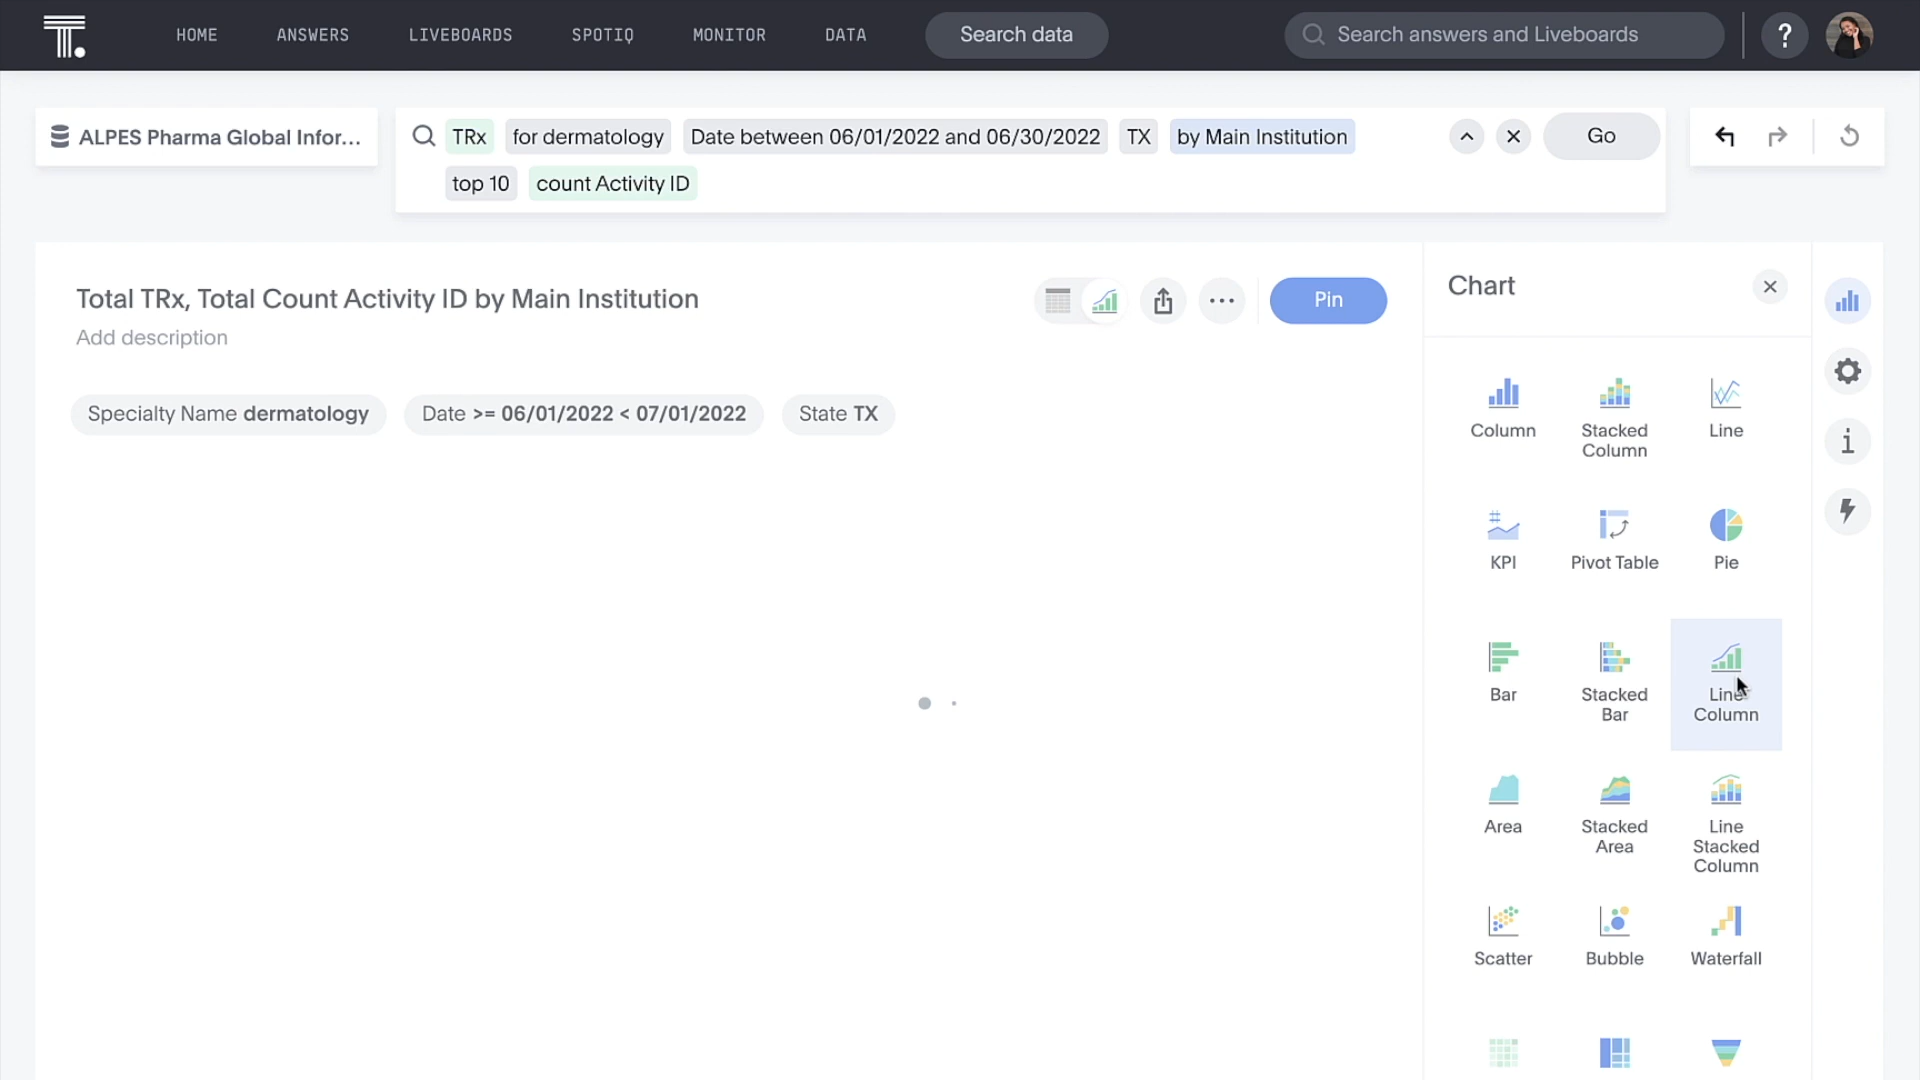 HOME ANSWERS LIVEBOARDS SPOTIQ MONITOR DATA Search data Search answers and Liveboards ?
ALPES Pharma Global Infor... TRx for dermatology Date between 06/01/2022 and 06/30/2022 TX by Main Institution Go
top 10 count Activity ID
Total TRx, Total Count Activity ID by Main Institution
Add description
Pin
Specialty Name dermatology Date >= 06/01/2022 < 07/01/2022 State TX
Chart
Column
Stacked
Column
Line
KPI
Pivot Table
Pie
Bar
Stacked
Bar
Line
Column
Area
Stacked
Area
Line
Stacked
Column
Scatter
Bubble
Waterfall